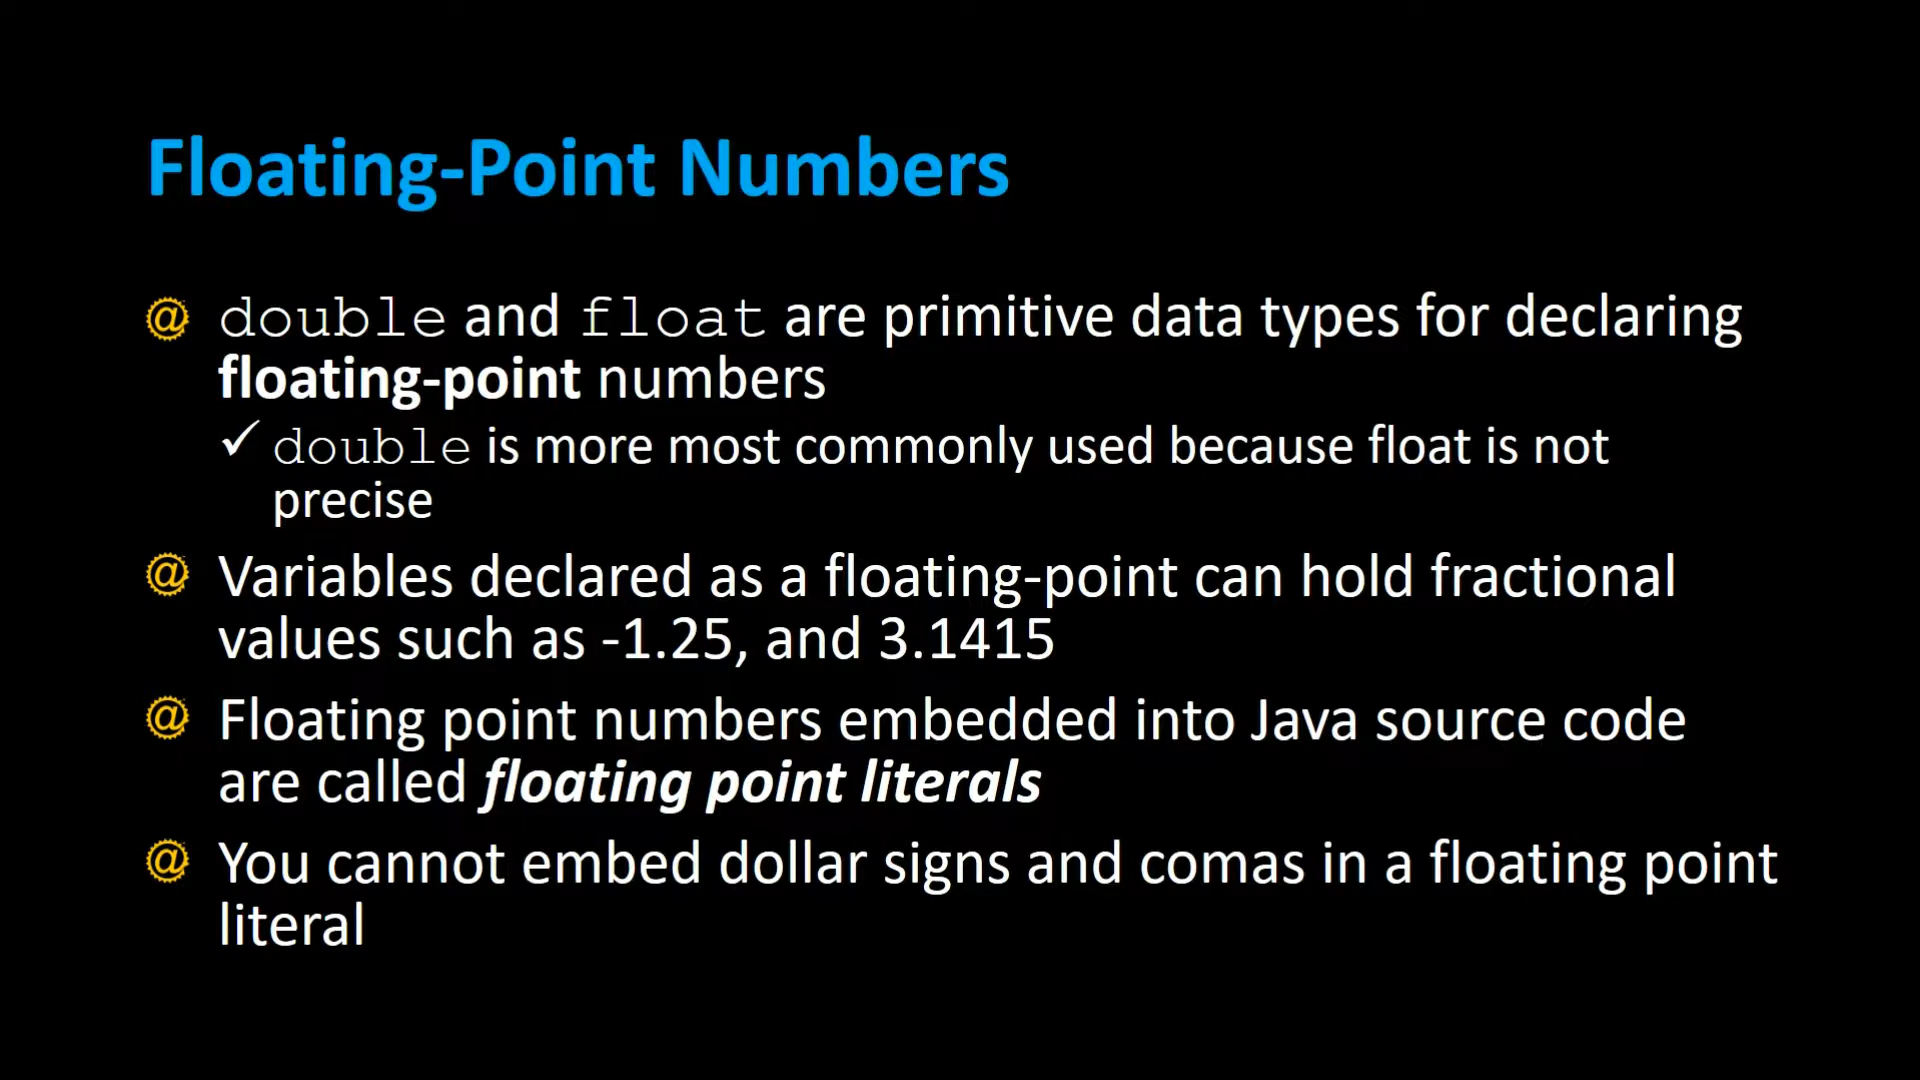 Floating-Point Numbers
@ double and float are primitive data types for declaring
floating-point numbers
✓ double is more most commonly used because float is not
precise
@ Variables declared as a floating-point can hold fractional
values such as -1.25, and 3.1415
@ Floating point numbers embedded into Java source code
are called floating point literals
@ You cannot embed dollar signs and comas in a floating point
literal